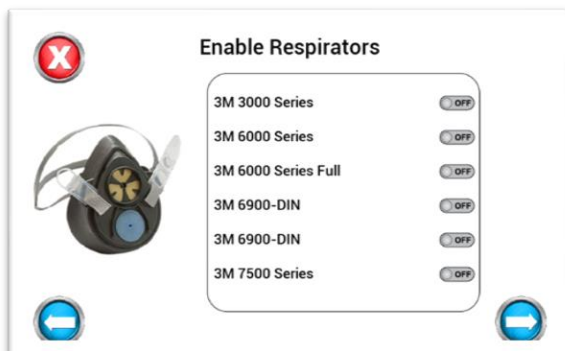 X
Enable Respirators
3M 3000 Series OFF
3M 6000 Series OFF
3M 6000 Series Full OFF
3M 6900-DIN OFF
3M 6900-DIN OFF
3M 7500 Series OFF